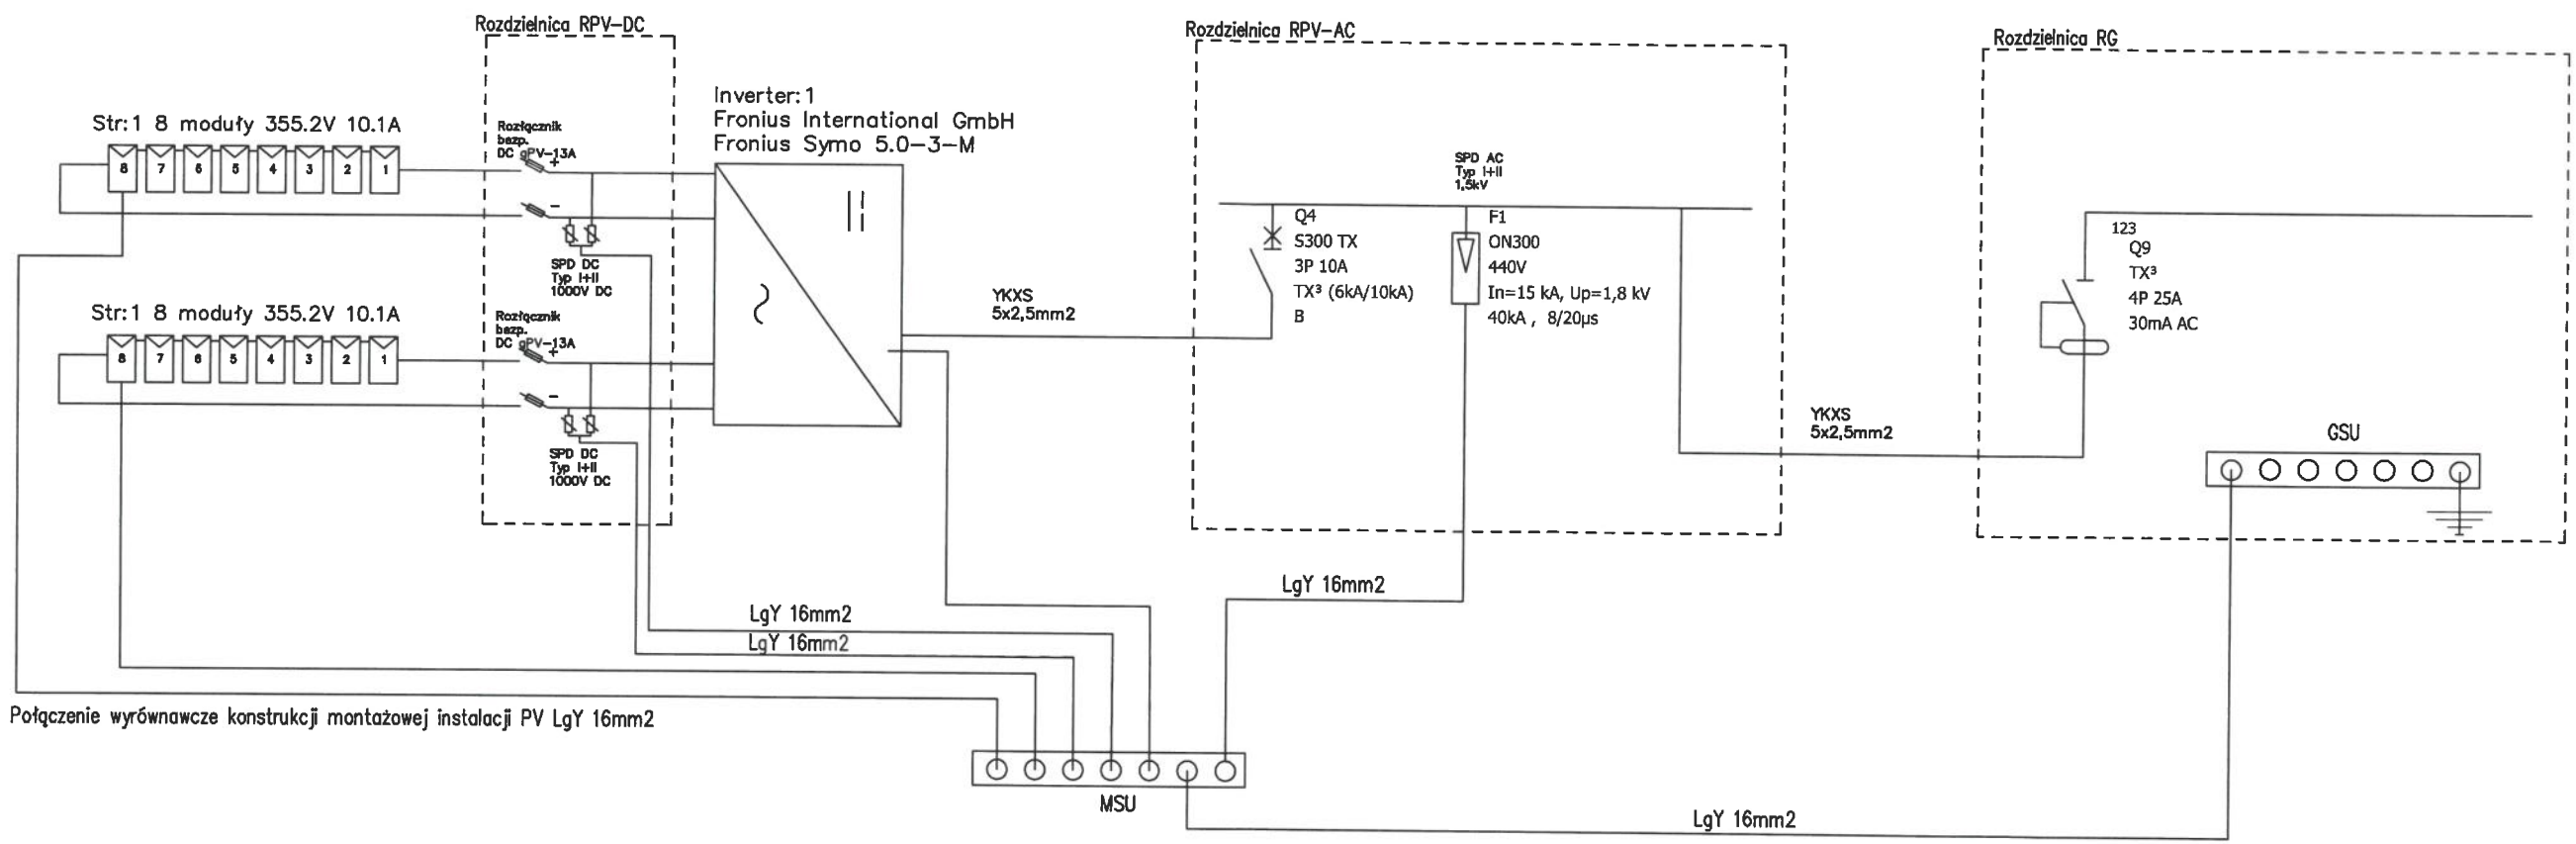 Rozdzielnica RPV-DC
Rozdzielnica RPV-AC
Rozdzielnica RG
Inverter:1
Fronius International GmbH
Fronius Symo 5.0-3-M
Str:1 8 moduły 355.2V 10.1A
8 7 6 5 4 3 2 1
Rozłącznik
bezp.
DC gPV-13A
+
-
SPD DC
Typ I+II
1000V DC
Str:1 8 moduły 355.2V 10.1A
8 7 6 5 4 3 2 1
Rozłącznik
bezp.
DC gPV-13A
+
-
SPD DC
Typ I+II
1000V DC
YKXS
5x2,5mm2
SPD AC
Typ I+II
1,5kV
Q4
S300 TX
3P 10A
TX³ (6kA/10kA)
B
F1
ON300
440V
In=15 kA, Up=1,8 kV
40kA , 8/20µs
YKXS
5x2,5mm2
123
Q9
TX³
4P 25A
30mA AC
GSU
LgY 16mm2
LgY 16mm2
LgY 16mm2
Połączenie wyrównawcze konstrukcji montażowej instalacji PV LgY 16mm2
MSU
LgY 16mm2